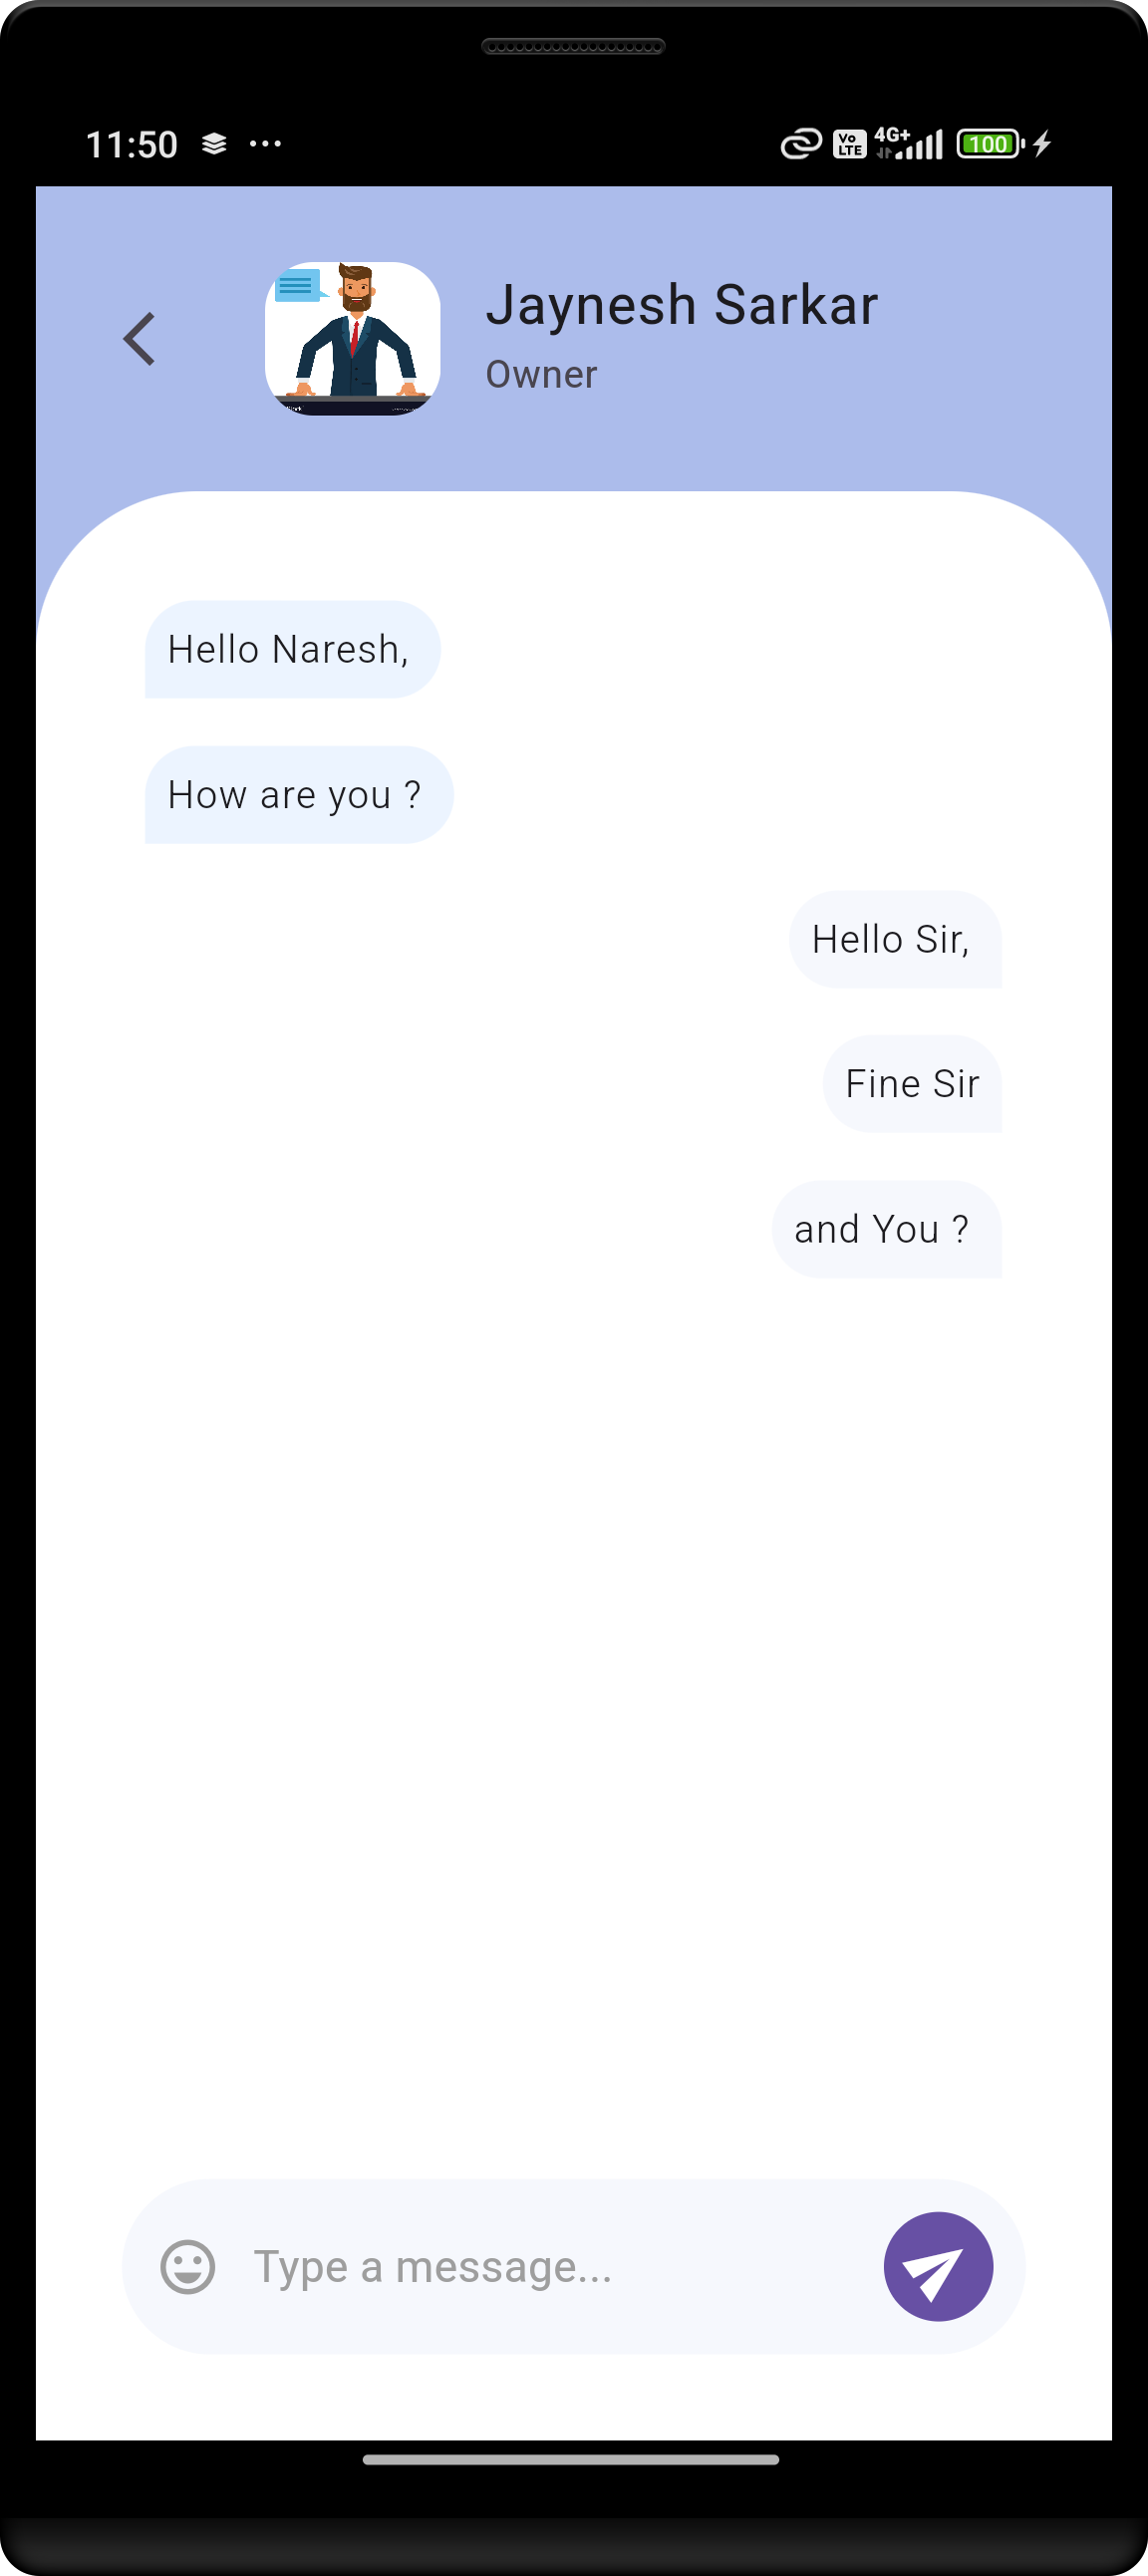 11:50
Vo LTE 4G+ 100
Jaynesh Sarkar
Owner
Hello Naresh,
How are you ?
Hello Sir,
Fine Sir
and You ?
Type a message...